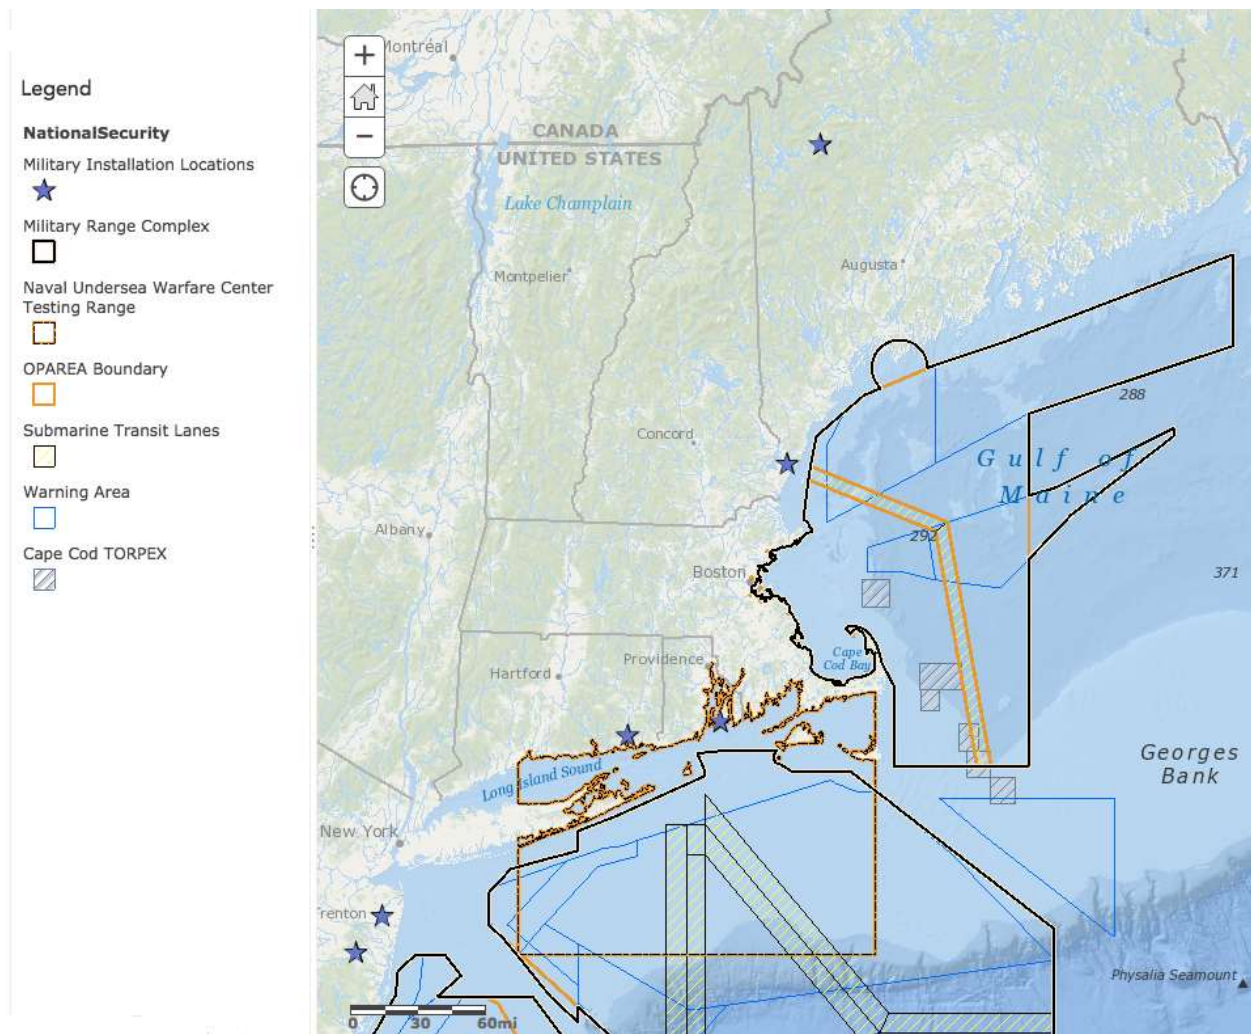 Legend
NationalSecurity
Military Installation Locations
Military Range Complex
Naval Undersea Warfare Center
Testing Range
OPAREA Boundary
Submarine Transit Lanes
Warning Area
Cape Cod TORPEX
+
−
Montréal
CANADA
UNITED STATES
Lake Champlain
Montpelier
Augusta
288
Concord
Gulf of
Maine
Albany
292
Boston
371
Cape
Cod Bay
Providence
Hartford
Long Island Sound
Georges
Bank
New York
Trenton
Physalia Seamount
0 30 60mi